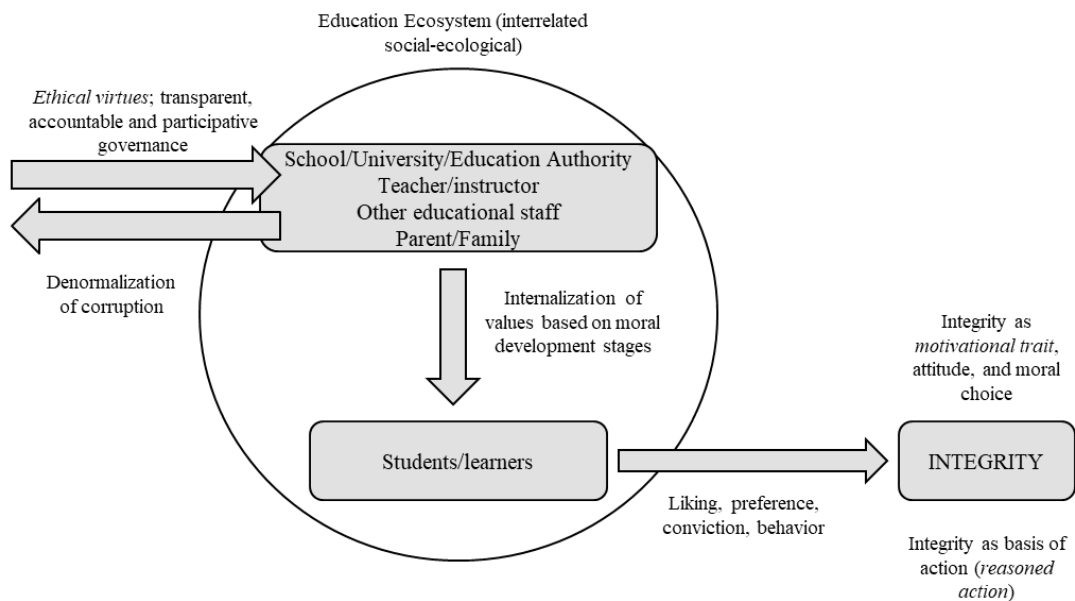 Education Ecosystem (interrelated
social-ecological)
Ethical virtues; transparent,
accountable and participative
governance
School/University/Education Authority
Teacher/instructor
Other educational staff
Parent/Family
Denormalization
of corruption
Internalization of
values based on moral
development stages
Integrity as
motivational trait,
attitude, and moral
choice
Students/learners
INTEGRITY
Liking, preference,
conviction, behavior
Integrity as basis of
action (reasoned
action)